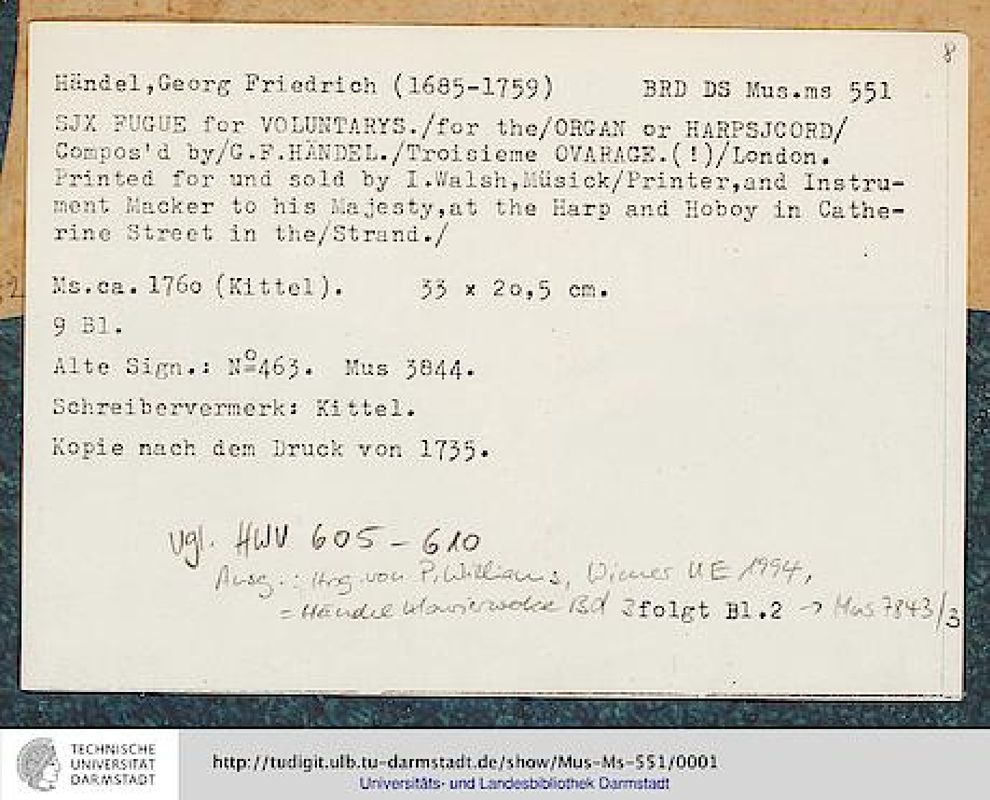 8
Händel,Georg Friedrich (1685-1759) BRD DS Mus.ms 551
SJX FUGUE for VOLUNTARYS./for the/ORGAN or HARPSJCORD/
Compos'd by/G.F.HÄNDEL./Troisieme OVARAGE.(!)/London.
Printed for und sold by I.Walsh,Müsick/Printer,and Instru-
ment Macker to his Majesty,at the Harp and Hoboy in Cathe-
rine Street in the/Strand./
Ms.ca. 1760 (Kittel). 33 x 20,5 cm.
9 Bl.
Alte Sign.: Nº463. Mus 3844.
Schreibervermerk: Kittel.
Kopie nach dem Druck von 1735.
vgl. HWV 605 - 610
Ausg.: Hrg. von P. Williams, Wiener UE 1994,
= Händel Klavierwerke Bd 3 folgt Bl.2 → Mus 7843/3
TECHNISCHE
UNIVERSITÄT
DARMSTADT
http://tudigit.ulb.tu-darmstadt.de/show/Mus-Ms-551/0001
Universitäts- und Landesbibliothek Darmstadt